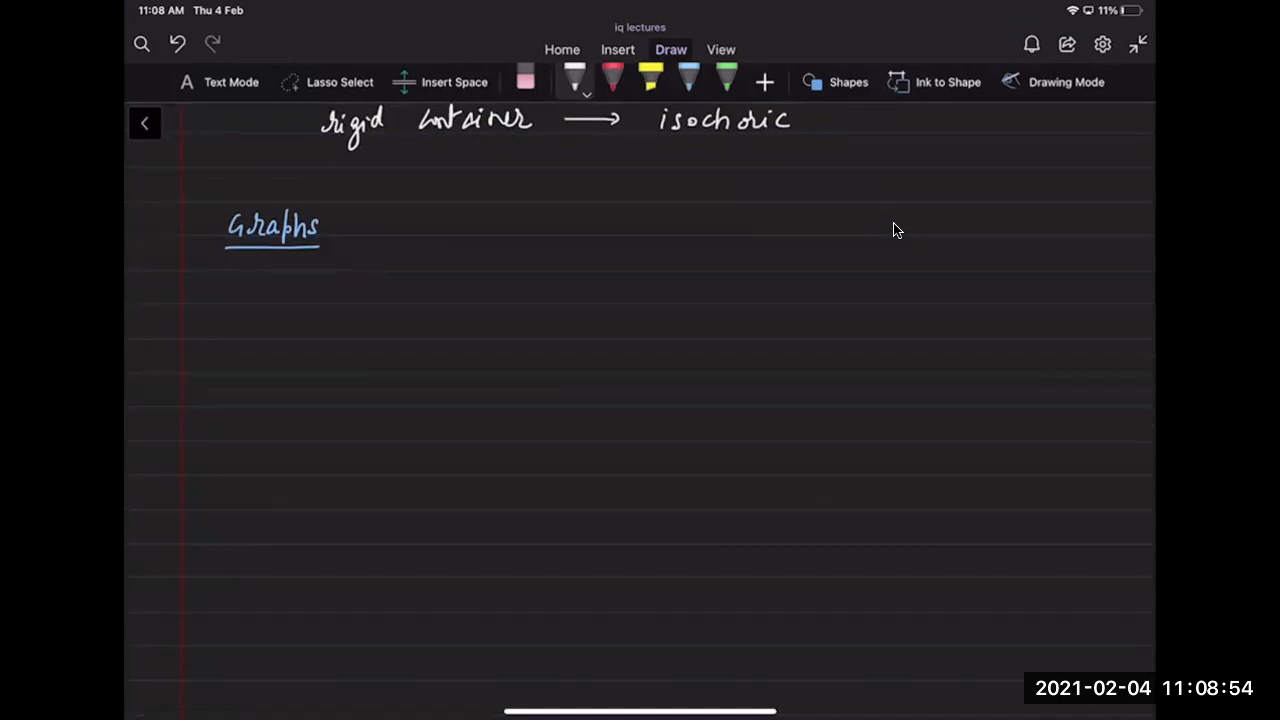 11:08 AM Thu 4 Feb
11%
iq lectures
Home Insert Draw View
Text Mode Lasso Select Insert Space Shapes Ink to Shape Drawing Mode
rigid container → isochoric
Graphs
2021-02-04 11:08:54